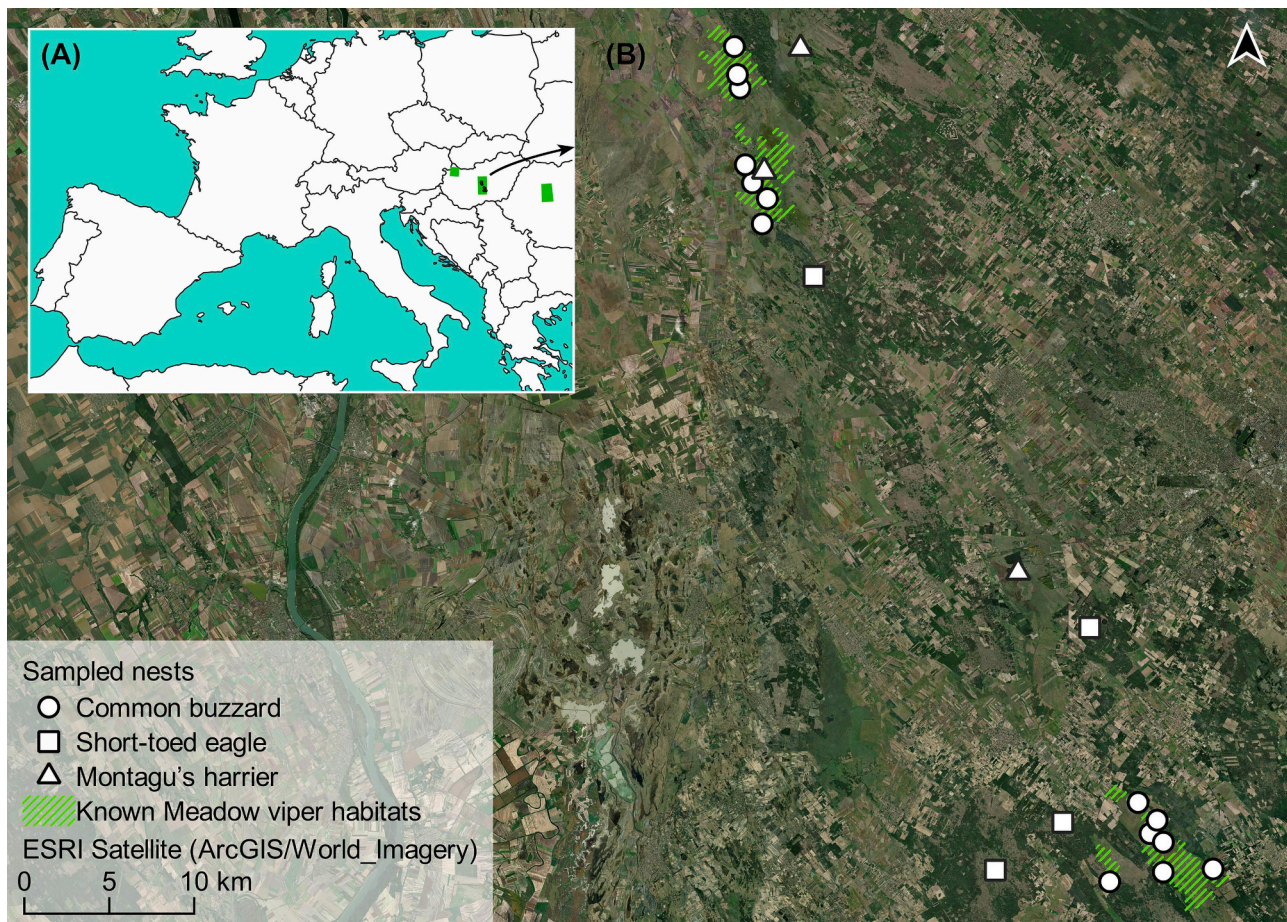 (A)
(B)
Sampled nests
Common buzzard
Short-toed eagle
Montagu's harrier
Known Meadow viper habitats
ESRI Satellite (ArcGIS/World_Imagery)
0 5 10 km